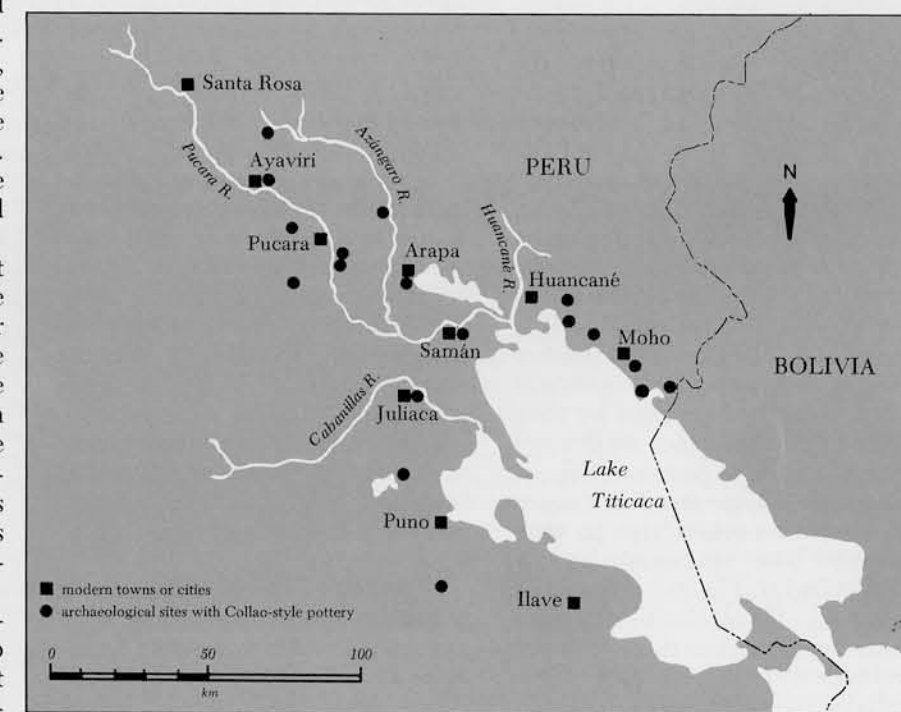 Santa Rosa
Pucara R.
Ayaviri
Azángaro R.
PERU
N
Pucara
Arapa
Huancané R.
Huancané
Samán
Moho
BOLIVIA
Cabanillas R.
Juliaca
Lake
Titicaca
Puno
Ilave
modern towns or cities
archaeological sites with Collao-style pottery
0 50 100
km